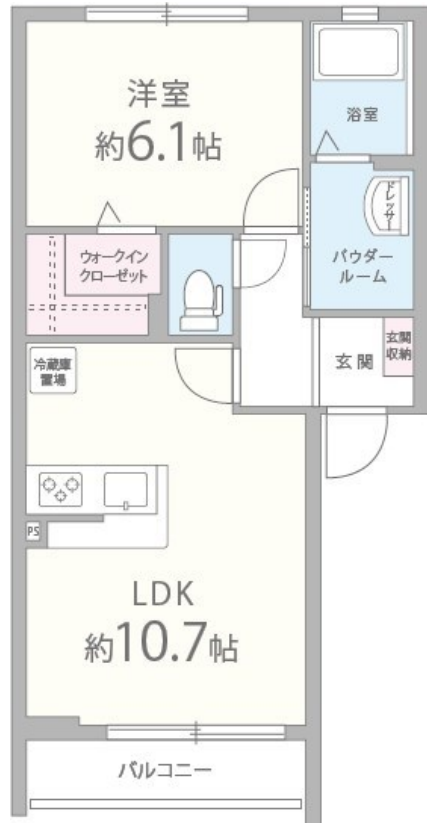 洋室
約6.1帖
浴室
ドレッサー
パウダー
ルーム
ウォークイン
クローゼット
冷蔵庫
置場
玄関
玄関
収納
PS
LDK
約10.7帖
バルコニー